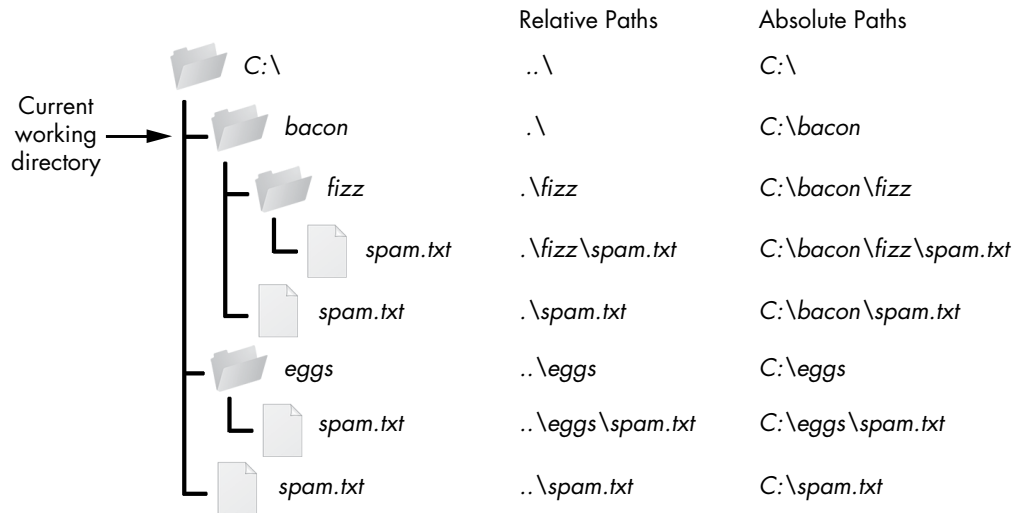 Relative Paths Absolute Paths
C:\ ..\ C:\
Current
working
directory
bacon .\ C:\bacon
fizz .\fizz C:\bacon\fizz
spam.txt .\fizz\spam.txt C:\bacon\fizz\spam.txt
spam.txt .\spam.txt C:\bacon\spam.txt
eggs ..\eggs C:\eggs
spam.txt ..\eggs\spam.txt C:\eggs\spam.txt
spam.txt ..\spam.txt C:\spam.txt